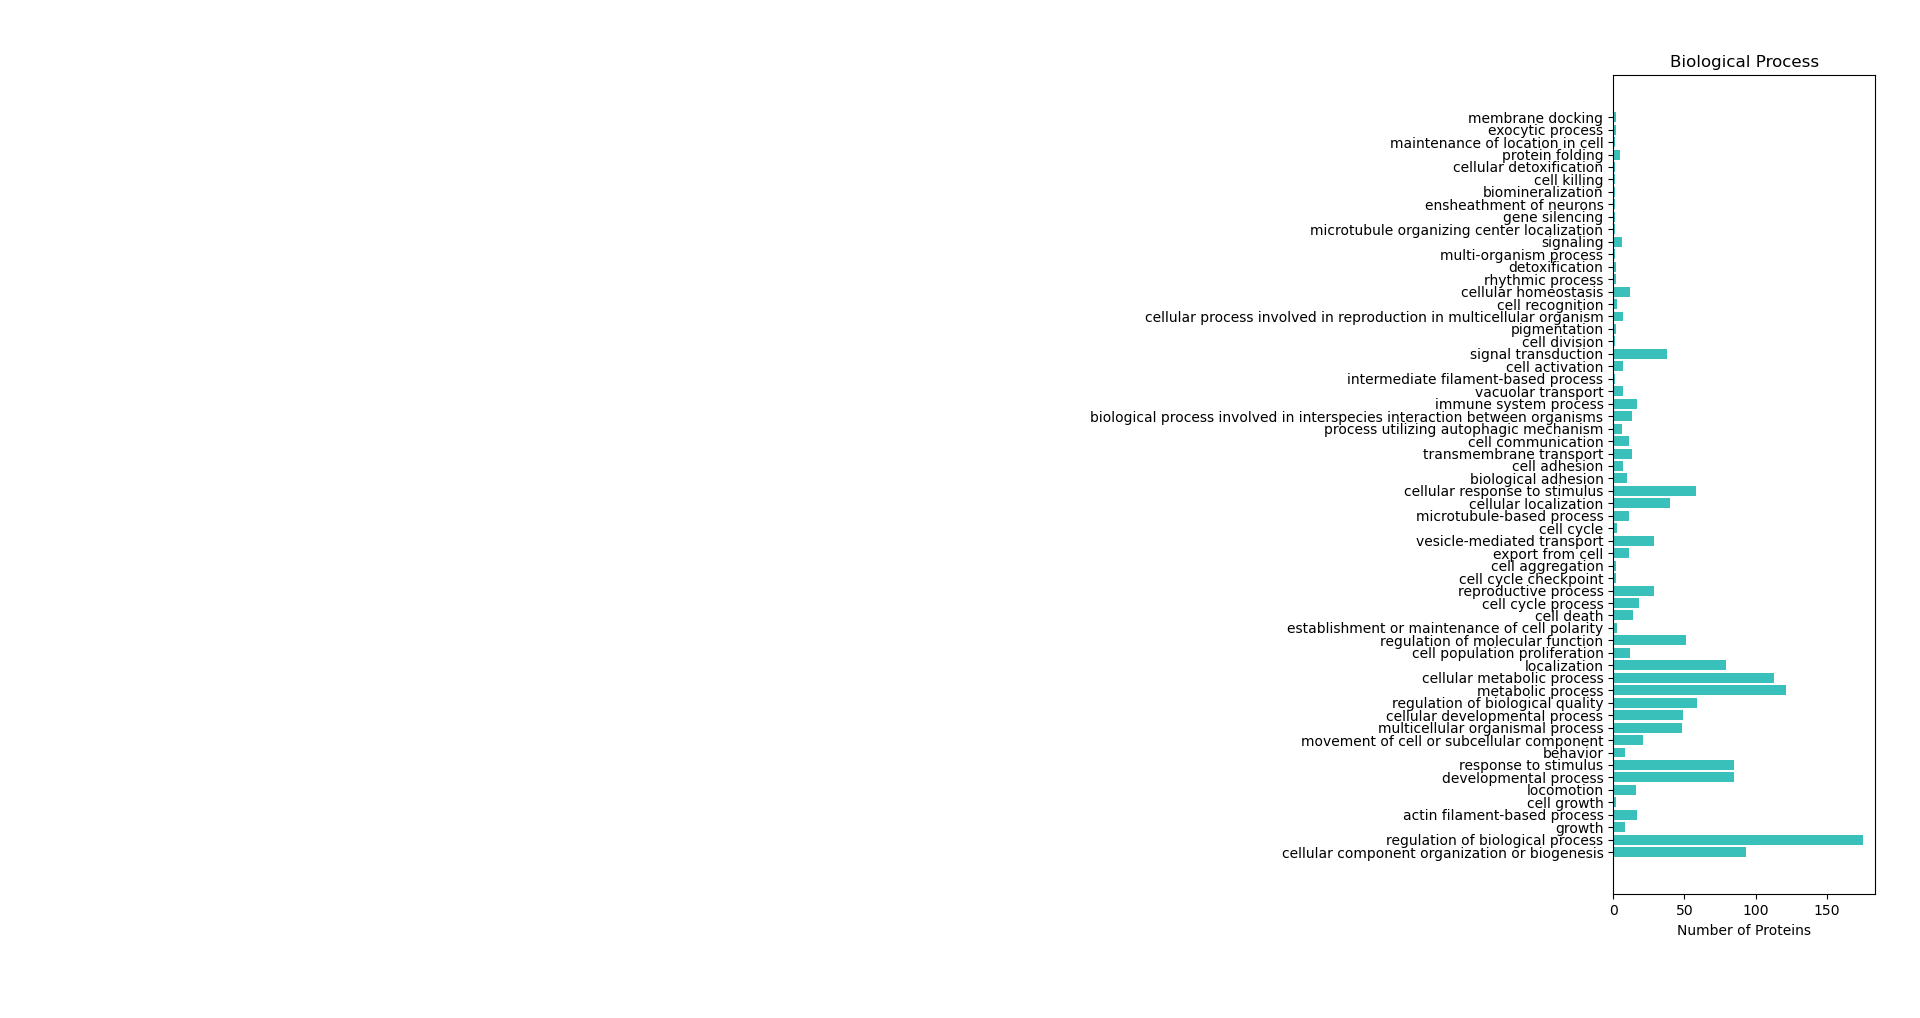 Biological Process
membrane docking
exocytic process
maintenance of location in cell
protein folding
cellular detoxification
cell killing
biomineralization
ensheathment of neurons
gene silencing
microtubule organizing center localization
signaling
multi-organism process
detoxification
rhythmic process
cellular homeostasis
cell recognition
cellular process involved in reproduction in multicellular organism
pigmentation
cell division
signal transduction
cell activation
intermediate filament-based process
vacuolar transport
immune system process
biological process involved in interspecies interaction between organisms
process utilizing autophagic mechanism
cell communication
transmembrane transport
cell adhesion
biological adhesion
cellular response to stimulus
cellular localization
microtubule-based process
cell cycle
vesicle-mediated transport
export from cell
cell aggregation
cell cycle checkpoint
reproductive process
cell cycle process
cell death
establishment or maintenance of cell polarity
regulation of molecular function
cell population proliferation
localization
cellular metabolic process
metabolic process
regulation of biological quality
cellular developmental process
multicellular organismal process
movement of cell or subcellular component
behavior
response to stimulus
developmental process
locomotion
cell growth
actin filament-based process
growth
regulation of biological process
cellular component organization or biogenesis
0 50 100 150
Number of Proteins